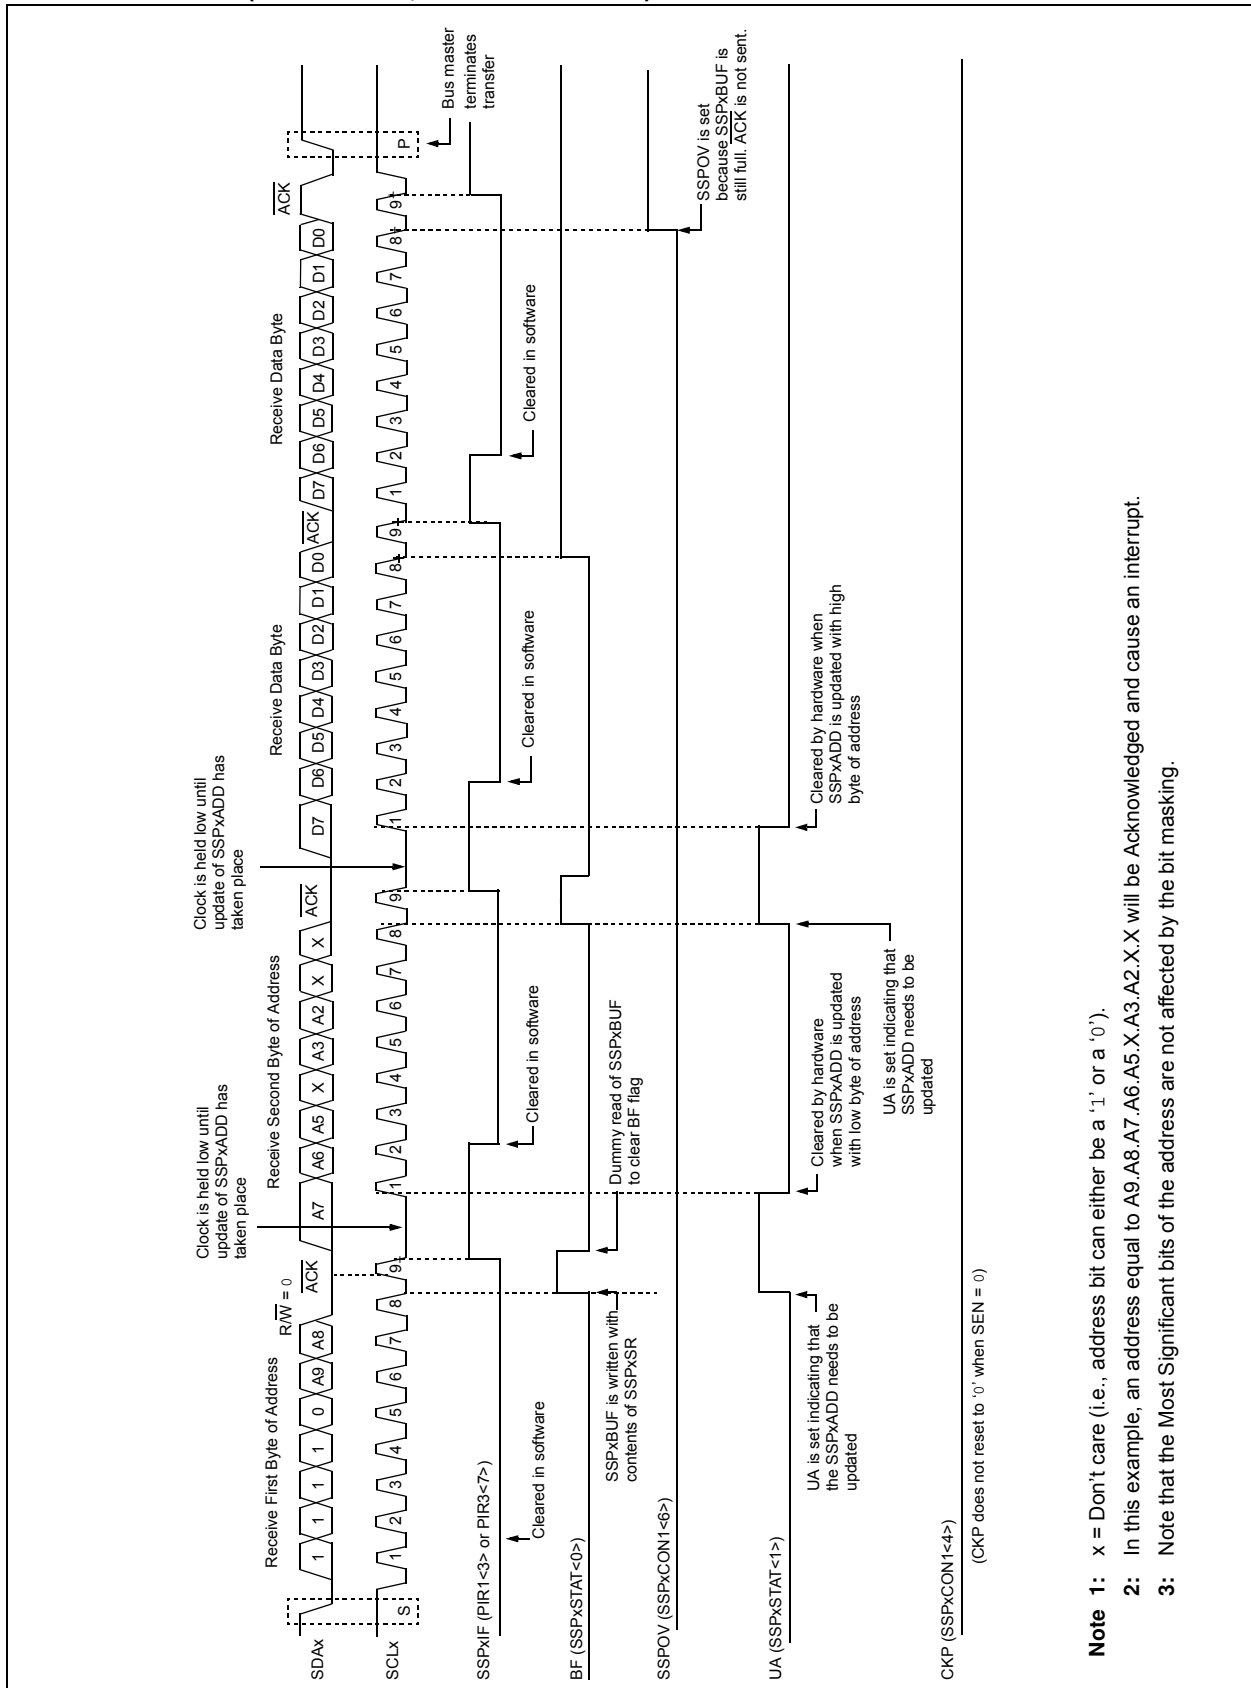 Receive First Byte of Address
R/W = 0
ACK
Clock is held low until
update of SSPxADD has
taken place
Receive Second Byte of Address
ACK
Clock is held low until
update of SSPxADD has
taken place
Receive Data Byte
ACK
Receive Data Byte
ACK
SDAx
1 1 1 1 0 A9 A8
A7 A6 A5 X A3 A2 X X
D7 D6 D5 D4 D3 D2 D1 D0
D7 D6 D5 D4 D3 D2 D1 D0
SCLx
S
1 2 3 4 5 6 7 8 9
1 2 3 4 5 6 7 8 9
1 2 3 4 5 6 7 8 9
1 2 3 4 5 6 7 8 9
P
Bus master
terminates
transfer
SSPxIF (PIR1<3> or PIR3<7>)
Cleared in software
Cleared in software
Cleared in software
Cleared in software
BF (SSPxSTAT<0>)
SSPxBUF is written with
contents of SSPxSR
Dummy read of SSPxBUF
to clear BF flag
SSPOV (SSPxCON1<6>)
SSPOV is set
because SSPxBUF is
still full. ACK is not sent.
UA (SSPxSTAT<1>)
UA is set indicating that
the SSPxADD needs to be
updated
Cleared by hardware
when SSPxADD is updated
with low byte of address
UA is set indicating that
SSPxADD needs to be
updated
Cleared by hardware when
SSPxADD is updated with high
byte of address
CKP (SSPxCON1<4>)
(CKP does not reset to ‘0’ when SEN = 0)
Note 1: x = Don’t care (i.e., address bit can either be a ‘1’ or a ‘0’).
2: In this example, an address equal to A9.A8.A7.A6.A5.X.A3.A2.X.X will be Acknowledged and cause an interrupt.
3: Note that the Most Significant bits of the address are not affected by the bit masking.